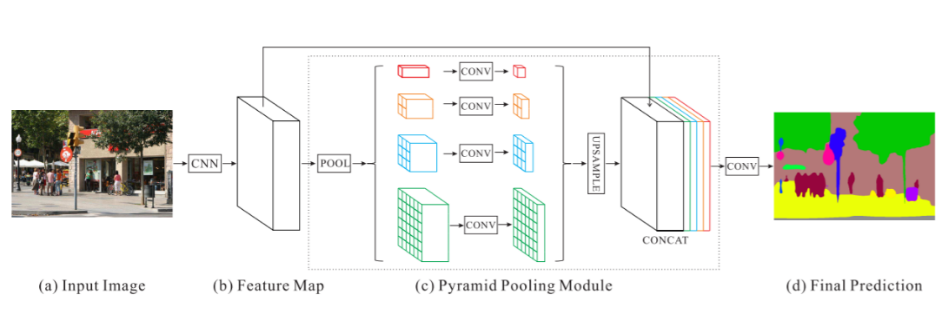 CNN
POOL
CONV
CONV
CONV
CONV
UPSAMPLE
CONCAT
CONV
(a) Input Image
(b) Feature Map
(c) Pyramid Pooling Module
(d) Final Prediction